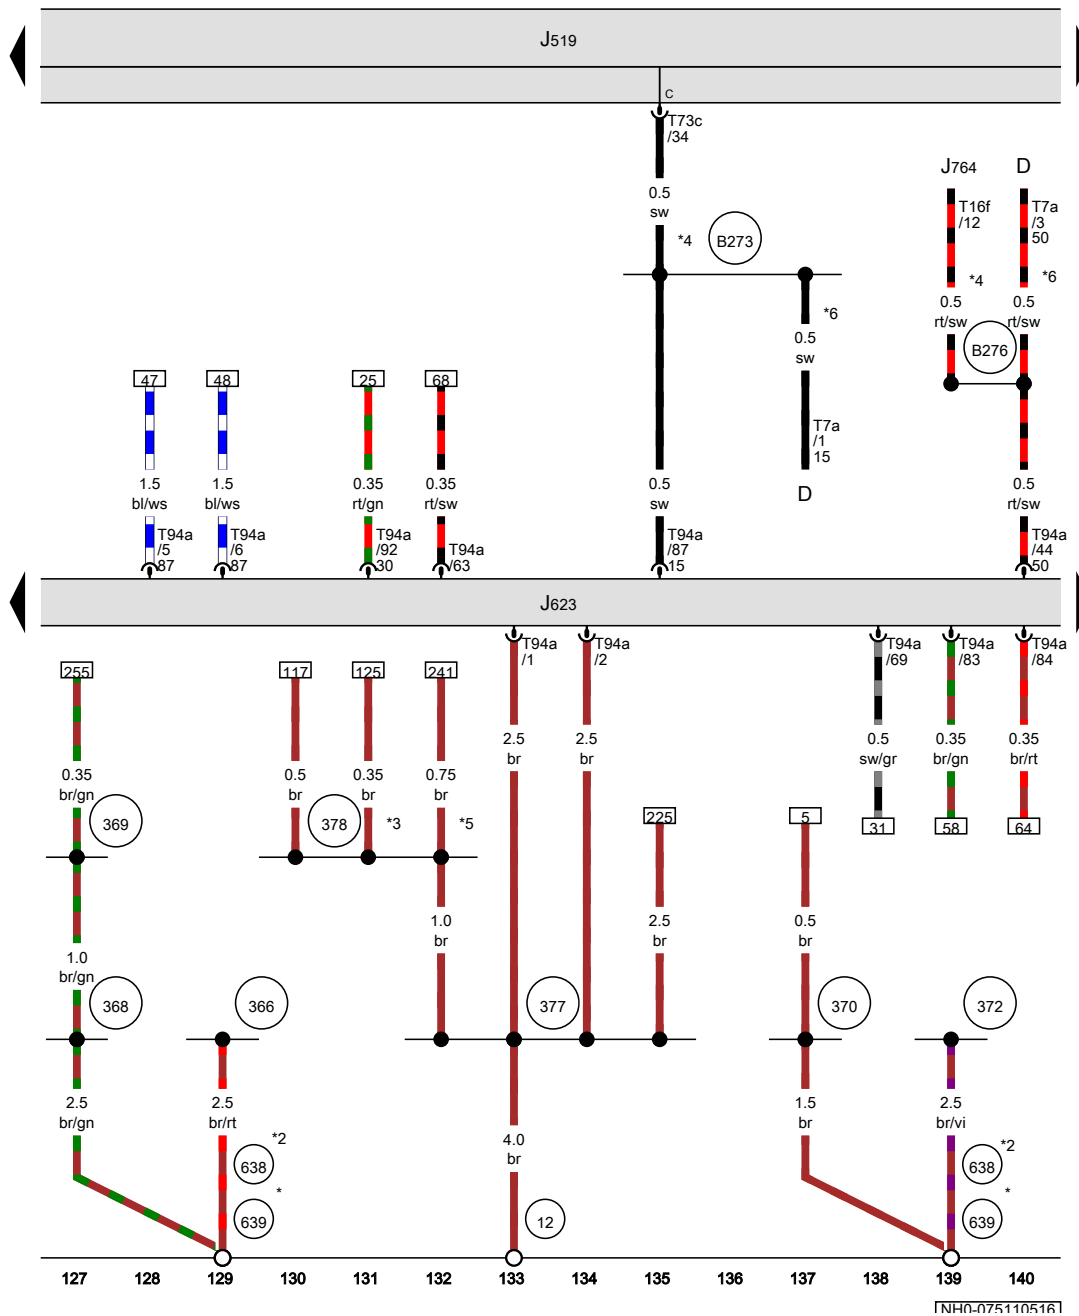 J519
C
T73c
/34
0.5
sw
*4
B273
*6
0.5
sw
T7a
/1
15
D
J764
D
T16f
/12
T7a
/3
50
*4
*6
0.5
0.5
rt/sw
rt/sw
B276
47
48
25
68
1.5
1.5
0.35
0.35
0.5
0.5
bl/ws
bl/ws
rt/gn
rt/sw
sw
rt/sw
T94a
/5
87
T94a
/6
87
T94a
/92
30
T94a
/63
T94a
/87
15
T94a
/44
50
J623
T94a
/1
T94a
/2
T94a
/69
T94a
/83
T94a
/84
255
117
125
241
2.5
2.5
0.5
0.35
0.35
br
br
sw/gr
br/gn
br/rt
0.35
0.5
0.35
0.75
br/gn
br
br
br
369
378
*3
*5
225
5
31
58
64
1.0
br
2.5
br
0.5
br
1.0
br/gn
368
366
377
370
372
2.5
2.5
4.0
1.5
2.5
br/gn
br/rt
br
br
br/vi
*2
638
*
639
12
*2
638
*
639
127 128 129 130 131 132 133 134 135 136 137 138 139 140
NH0-075110516